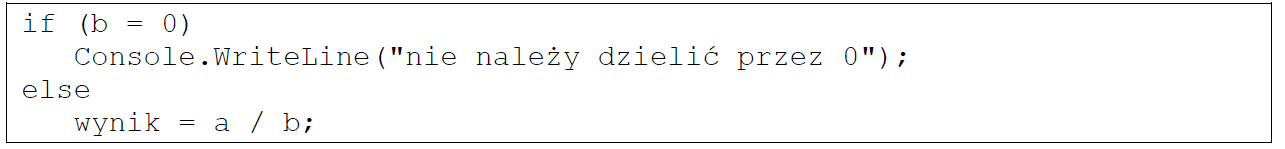 if (b = 0)
   Console.WriteLine("nie należy dzielić przez 0");
else
   wynik = a / b;